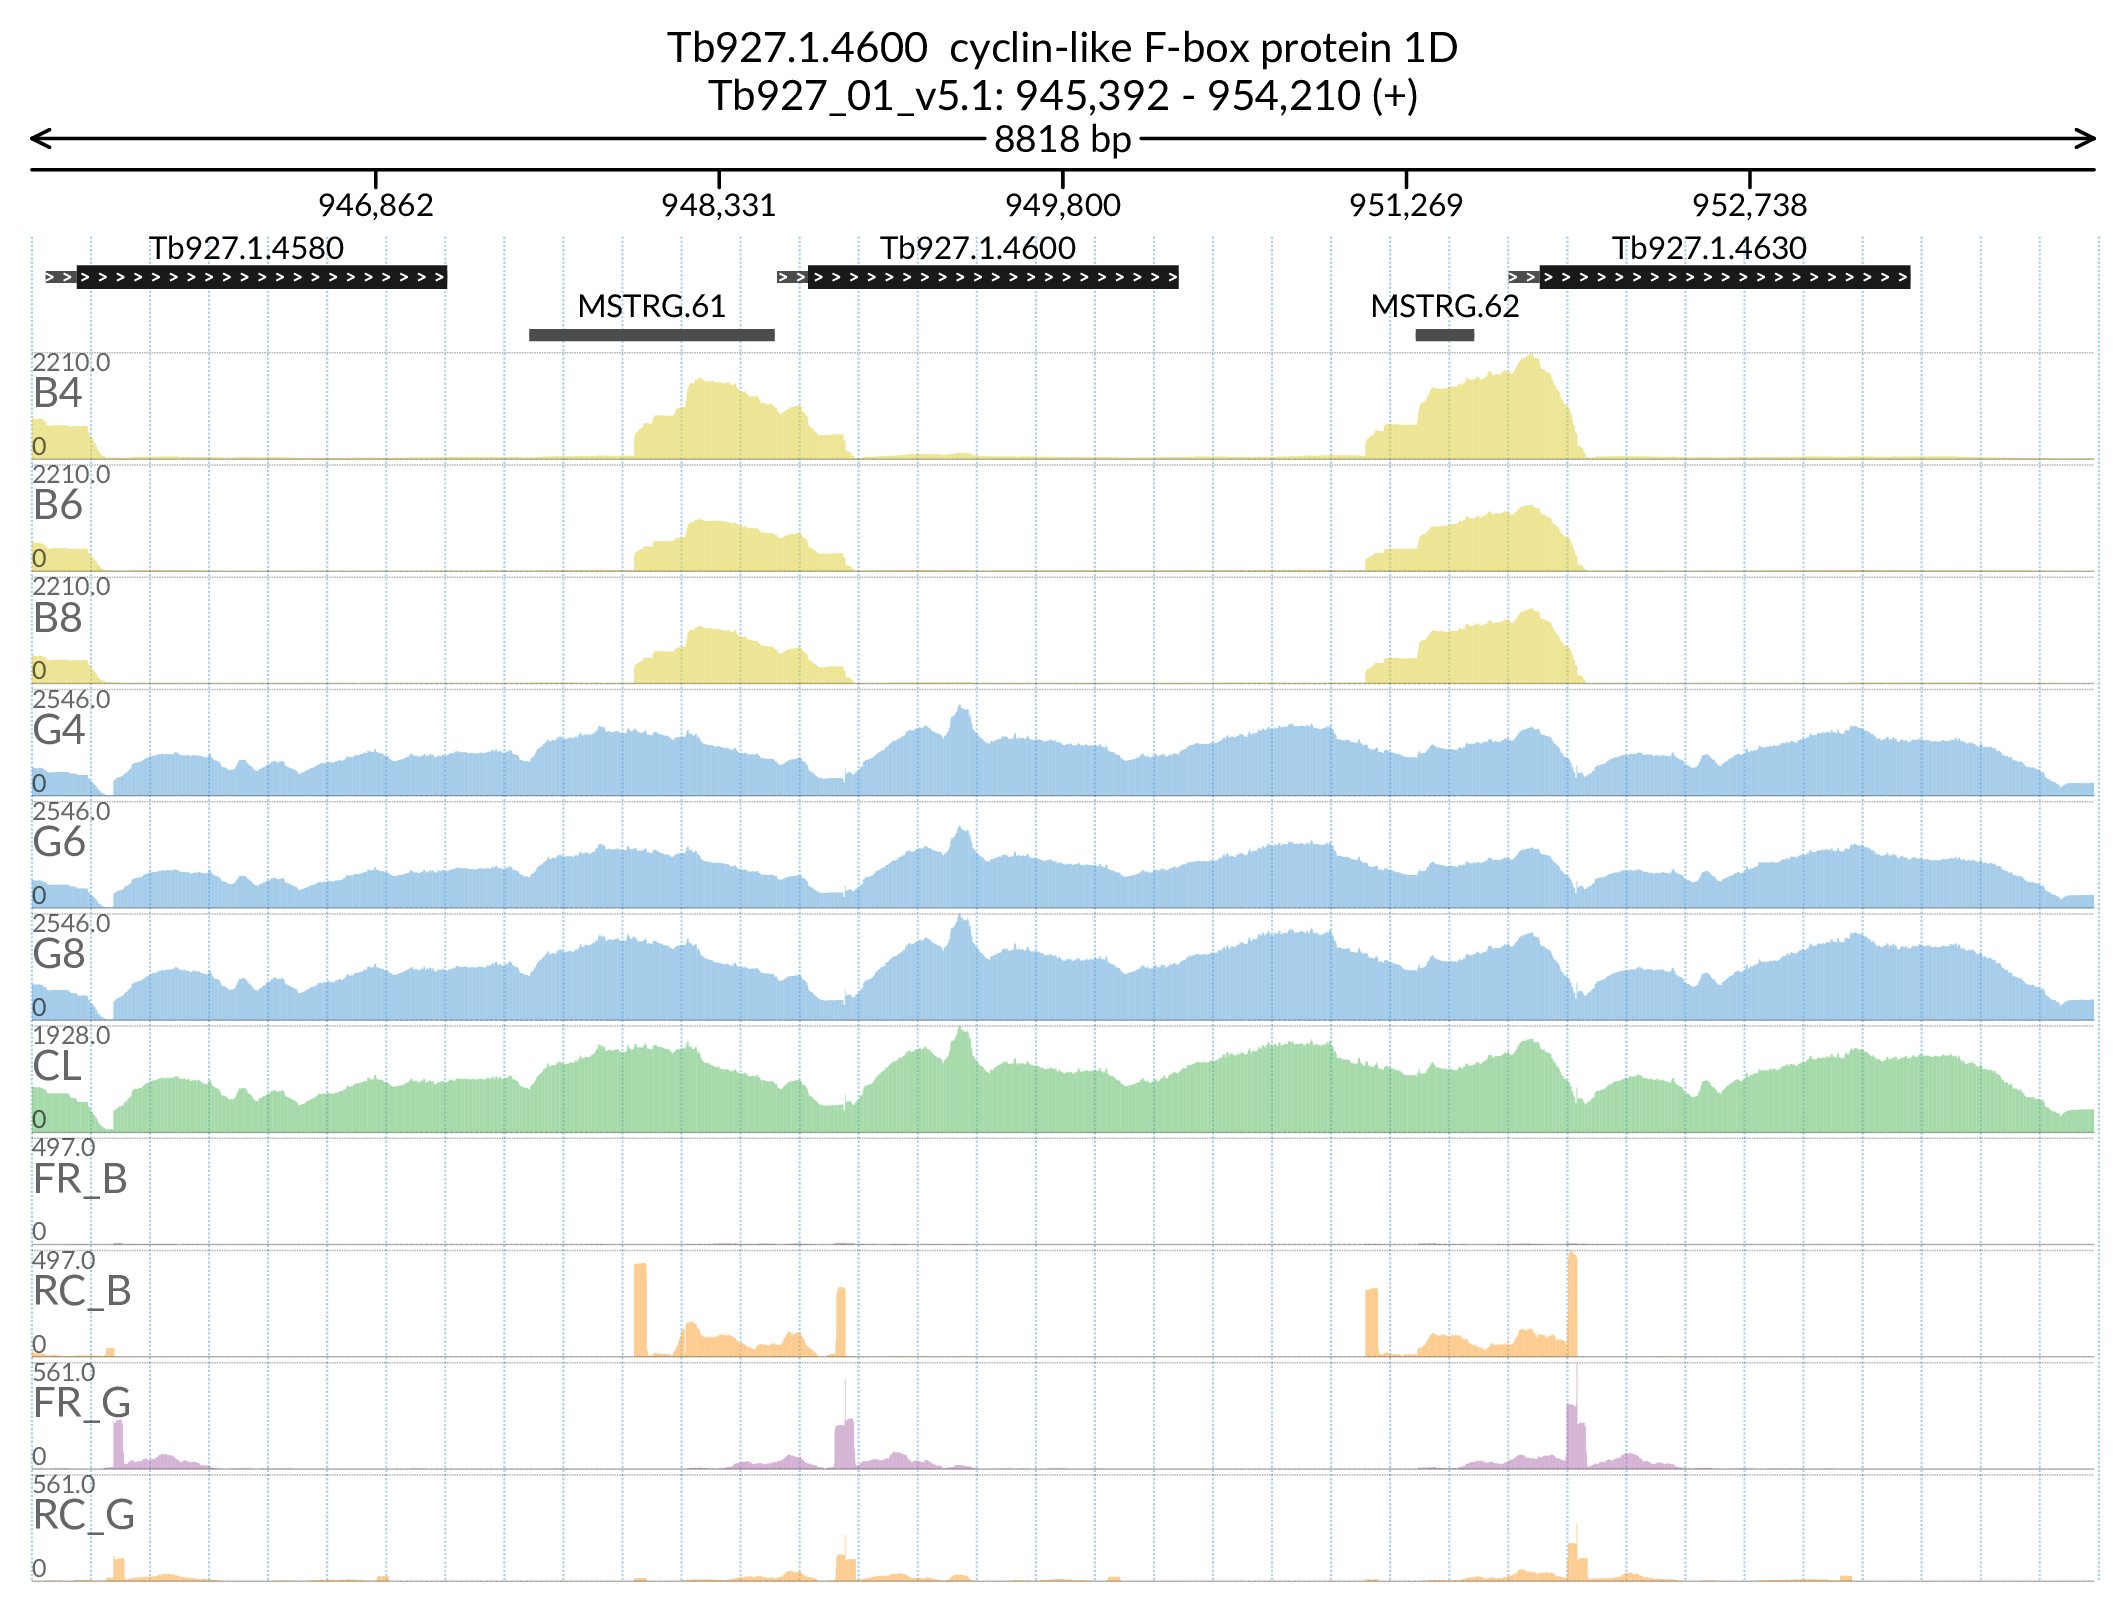 Tb927.1.4600  cyclin-like F-box protein 1D
Tb927_01_v5.1: 945,392 - 954,210 (+)
8818 bp
946,862 948,331 949,800 951,269 952,738
Tb927.1.4580 Tb927.1.4600 Tb927.1.4630
MSTRG.61 MSTRG.62
2210.0
B4
0
2210.0
B6
0
2210.0
B8
0
2546.0
G4
0
2546.0
G6
0
2546.0
G8
0
1928.0
CL
0
497.0
FR_B
0
497.0
RC_B
0
561.0
FR_G
0
561.0
RC_G
0